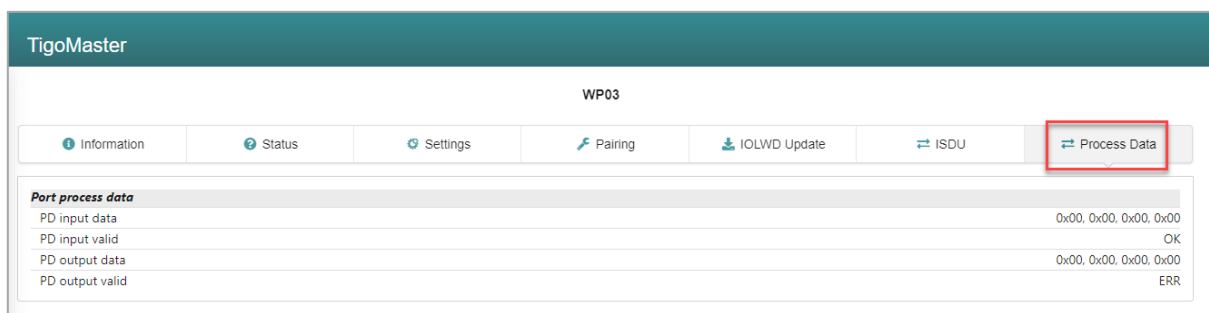 TigoMaster
WP03
Information Status Settings Pairing IOLWD Update ISDU Process Data
Port process data
PD input data 0x00, 0x00, 0x00, 0x00
PD input valid OK
PD output data 0x00, 0x00, 0x00, 0x00
PD output valid ERR